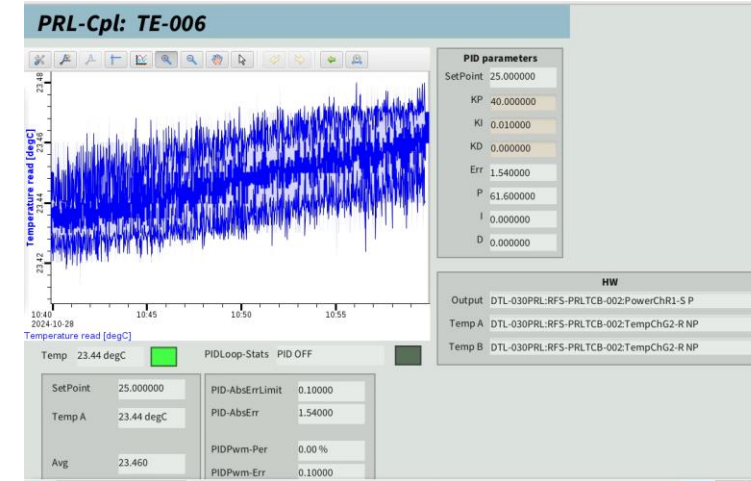 PRL-Cpl: TE-006
Temperature read [degC]
23.48
23.46
23.44
23.42
10:40 10:45 10:50 10:55
2024-10-28
Temperature read [degC]
PID parameters
SetPoint 25.000000
KP 40.000000
KI 0.010000
KD 0.000000
Err 1.540000
P 61.600000
I 0.000000
D 0.000000
HW
Output DTL-030PRL:RFS-PRLTCB-002:PowerChR1-S P
Temp A DTL-030PRL:RFS-PRLTCB-002:TempChG2-R NP
Temp B DTL-030PRL:RFS-PRLTCB-002:TempChG2-R NP
Temp 23.44 degC
PIDLoop-Stats PID OFF
SetPoint 25.000000
Temp A 23.44 degC
Avg 23.460
PID-AbsErrLimit 0.10000
PID-AbsErr 1.54000
PIDPwm-Per 0.00 %
PIDPwm-Err 0.10000